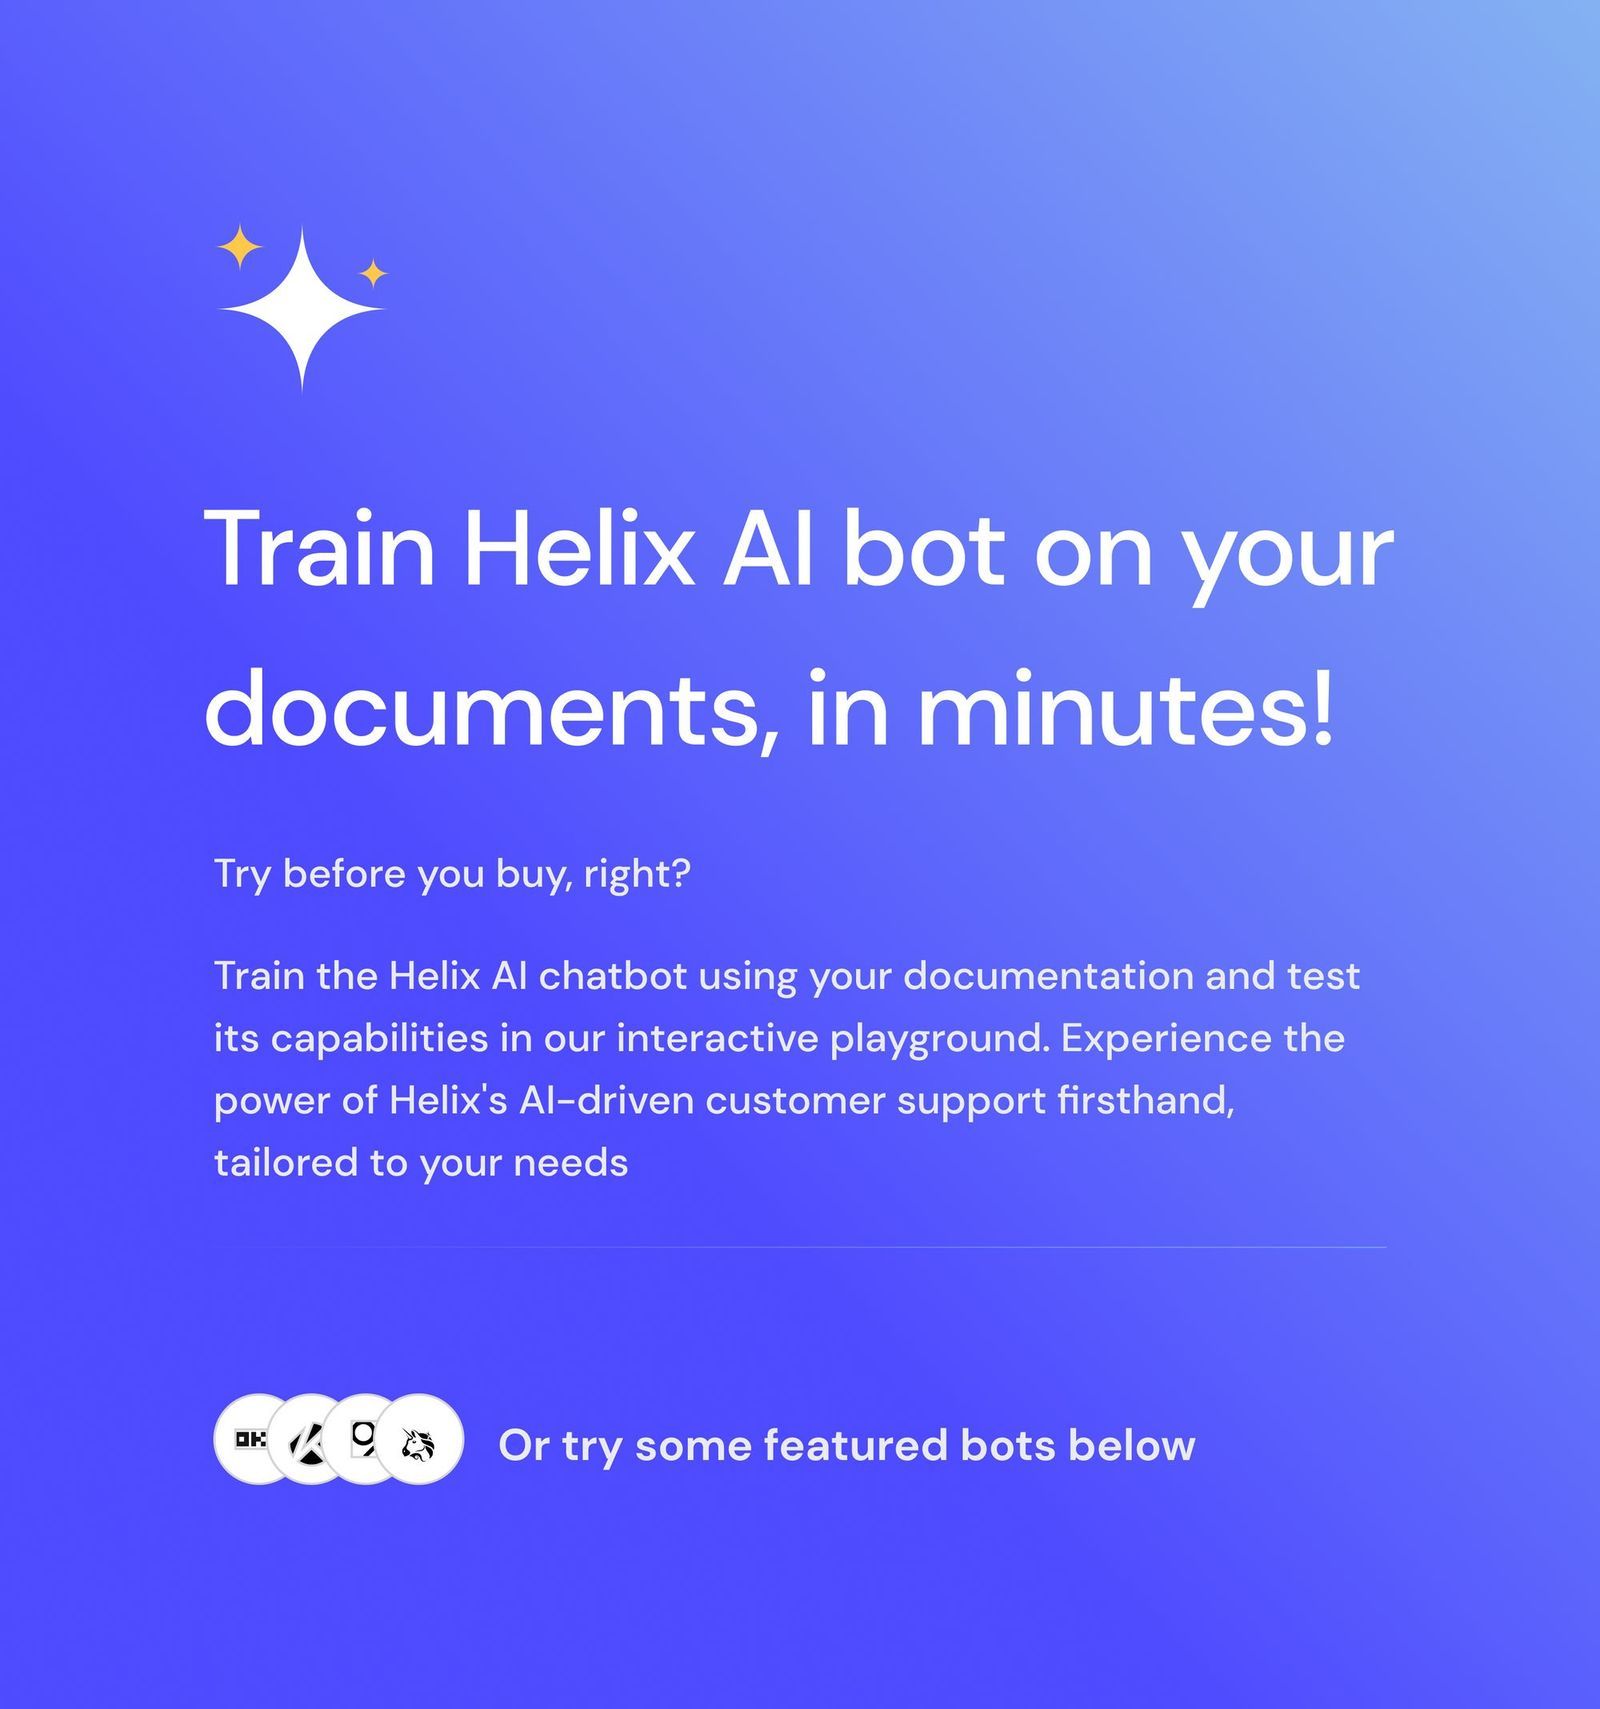 Train Helix AI bot on your
documents, in minutes!
Try before you buy, right?
Train the Helix AI chatbot using your documentation and test
its capabilities in our interactive playground. Experience the
power of Helix's AI-driven customer support firsthand,
tailored to your needs
OK
Or try some featured bots below